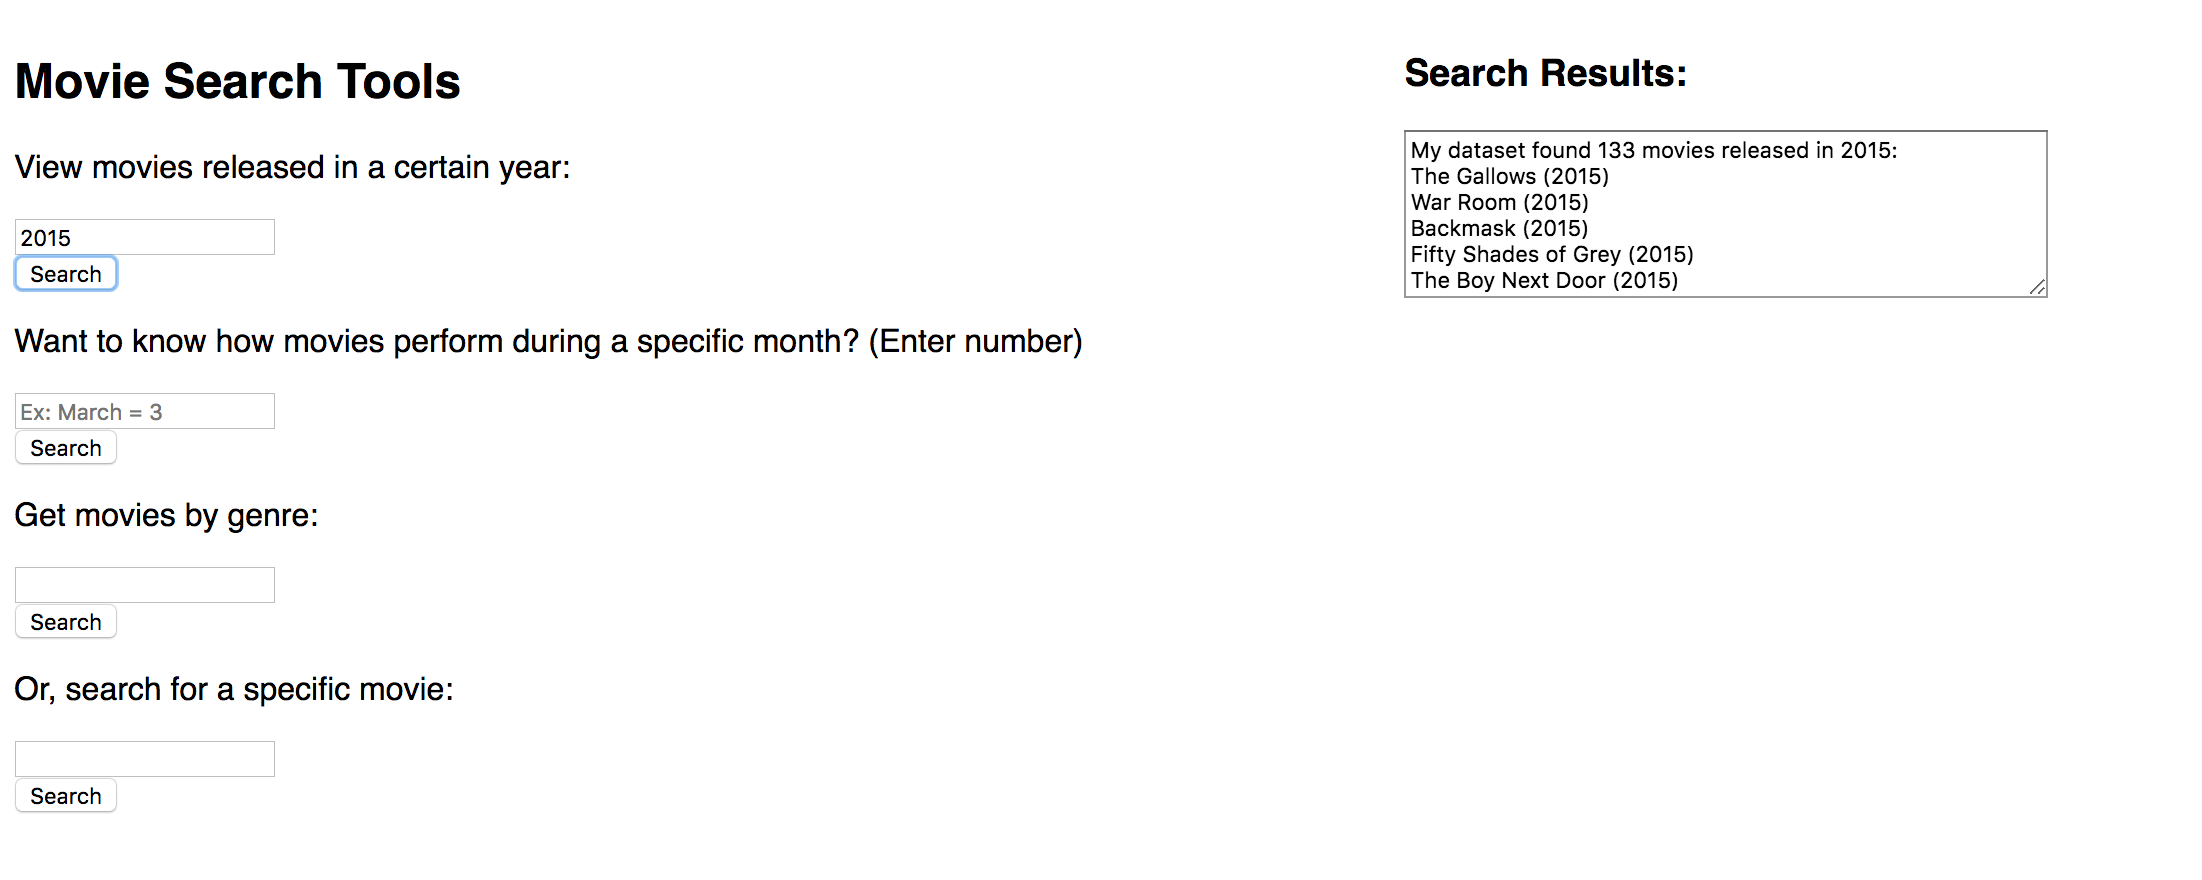 Movie Search Tools
View movies released in a certain year:
2015
Search
Want to know how movies perform during a specific month? (Enter number)
Ex: March = 3
Search
Get movies by genre:
Search
Or, search for a specific movie:
Search
Search Results:
My dataset found 133 movies released in 2015:
The Gallows (2015)
War Room (2015)
Backmask (2015)
Fifty Shades of Grey (2015)
The Boy Next Door (2015)